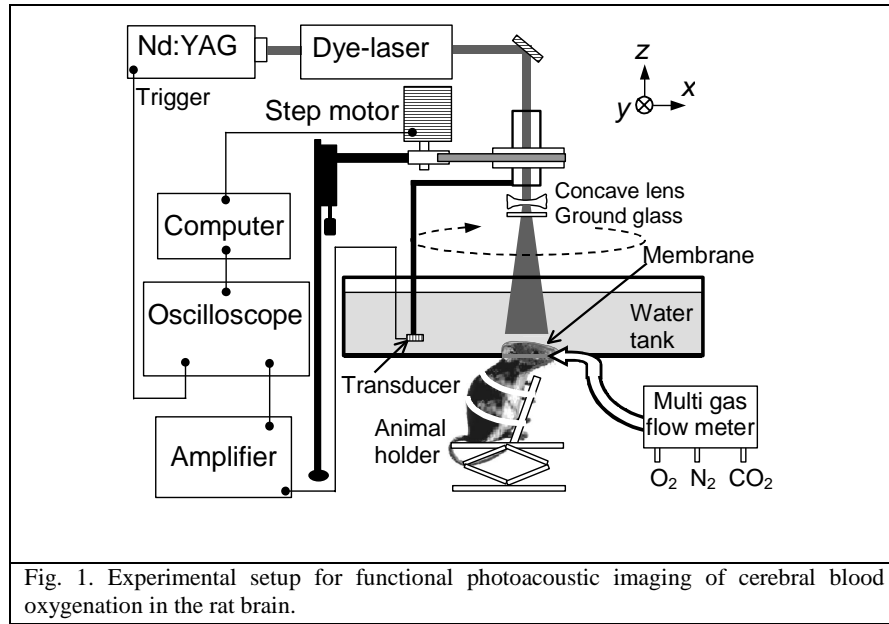 Nd:YAG
Dye-laser
Trigger
Step motor
z
x
y
Concave lens
Ground glass
Computer
Membrane
Oscilloscope
Water
tank
Transducer
Animal
holder
Amplifier
Multi gas
flow meter
O₂ N₂ CO₂
Fig. 1. Experimental setup for functional photoacoustic imaging of cerebral blood
oxygenation in the rat brain.